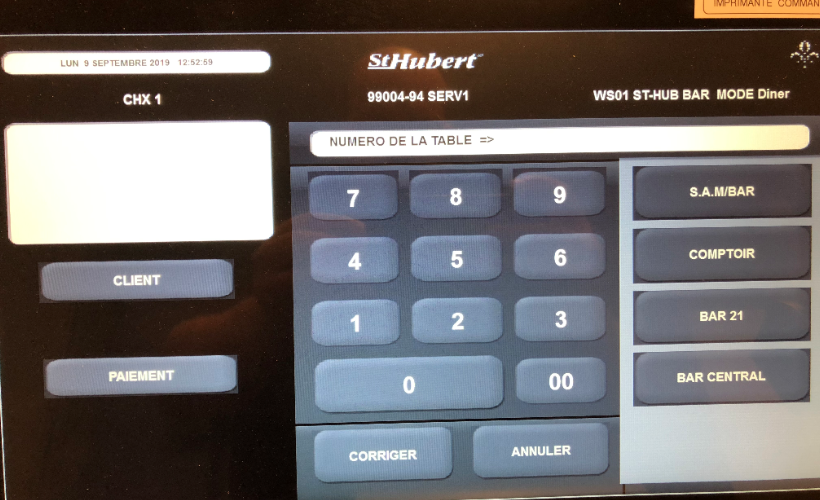 IMPRIMANTE COMMAN
LUN 9 SEPTEMBRE 2019 12:52:59
StHubert
CHX 1
99004-94 SERV1
WS01 ST-HUB BAR MODE Diner
NUMERO DE LA TABLE =>
7 8 9
S.A.M/BAR
4 5 6
COMPTOIR
CLIENT
1 2 3
BAR 21
PAIEMENT
0 00
BAR CENTRAL
CORRIGER
ANNULER